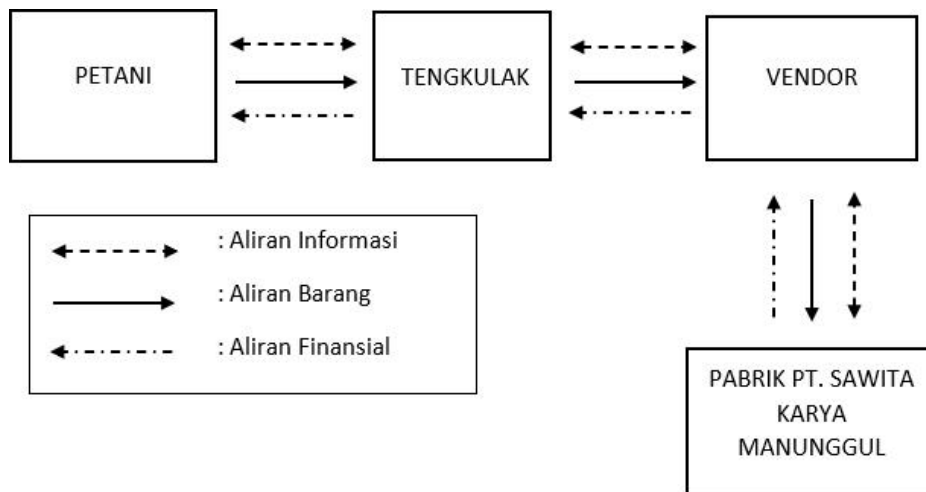 PETANI
TENGKULAK
VENDOR
: Aliran Informasi
: Aliran Barang
: Aliran Finansial
PABRIK PT. SAWITA
KARYA
MANUNGGUL